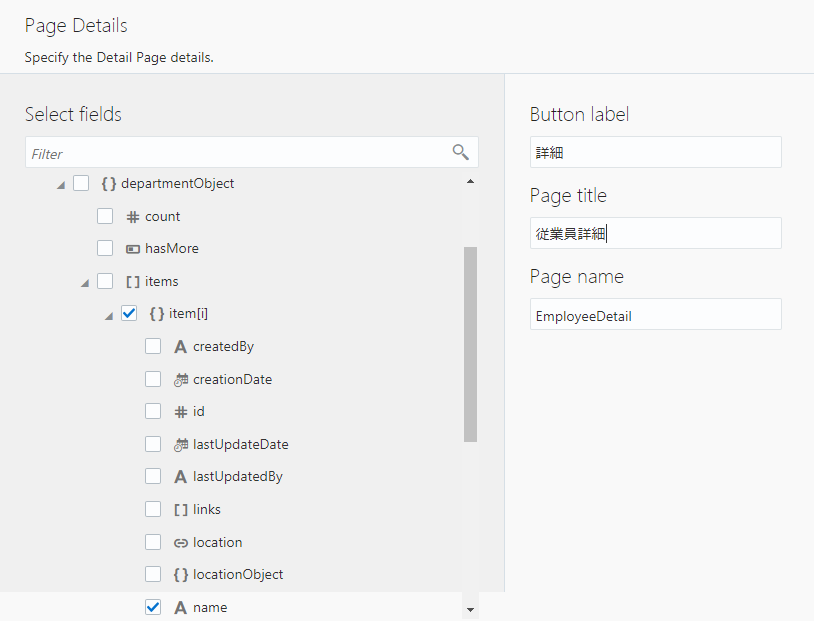 Page Details
Specify the Detail Page details.
Select fields
Filter
{ } departmentObject
# count
hasMore
[ ] items
{ } item[i]
A createdBy
creationDate
# id
lastUpdateDate
A lastUpdatedBy
[ ] links
location
{ } locationObject
A name
Button label
詳細
Page title
従業員詳細
Page name
EmployeeDetail